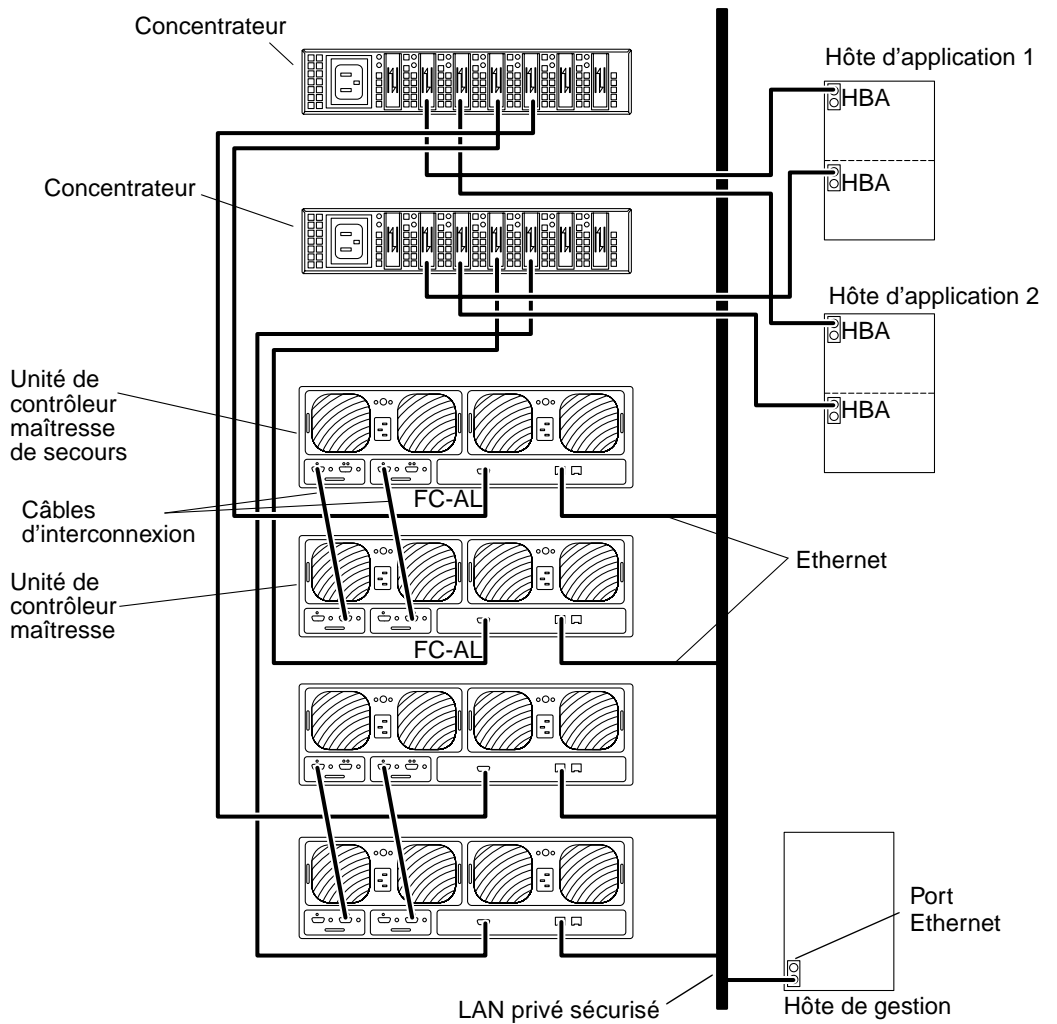 Concentrateur
Hôte d'application 1
HBA
HBA
Concentrateur
Hôte d'application 2
HBA
HBA
Unité de
contrôleur
maîtresse
de secours
FC-AL
Câbles
d'interconnexion
Ethernet
Unité de
contrôleur
maîtresse
FC-AL
Port
Ethernet
LAN privé sécurisé
Hôte de gestion